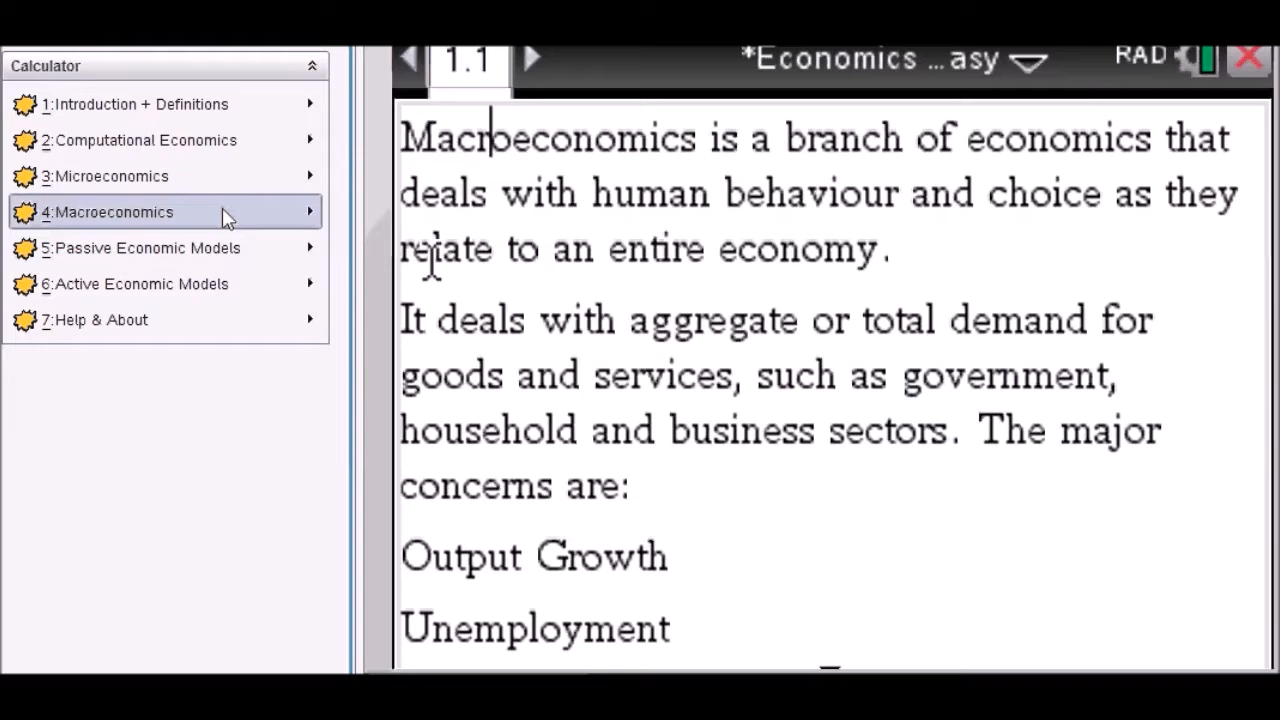 Calculator
1:Introduction + Definitions
2:Computational Economics
3:Microeconomics
4:Macroeconomics
5:Passive Economic Models
6:Active Economic Models
7:Help & About
1.1
*Economics ...asy
RAD
Macroeconomics is a branch of economics that
deals with human behaviour and choice as they
relate to an entire economy.
It deals with aggregate or total demand for
goods and services, such as government,
household and business sectors. The major
concerns are:
Output Growth
Unemployment